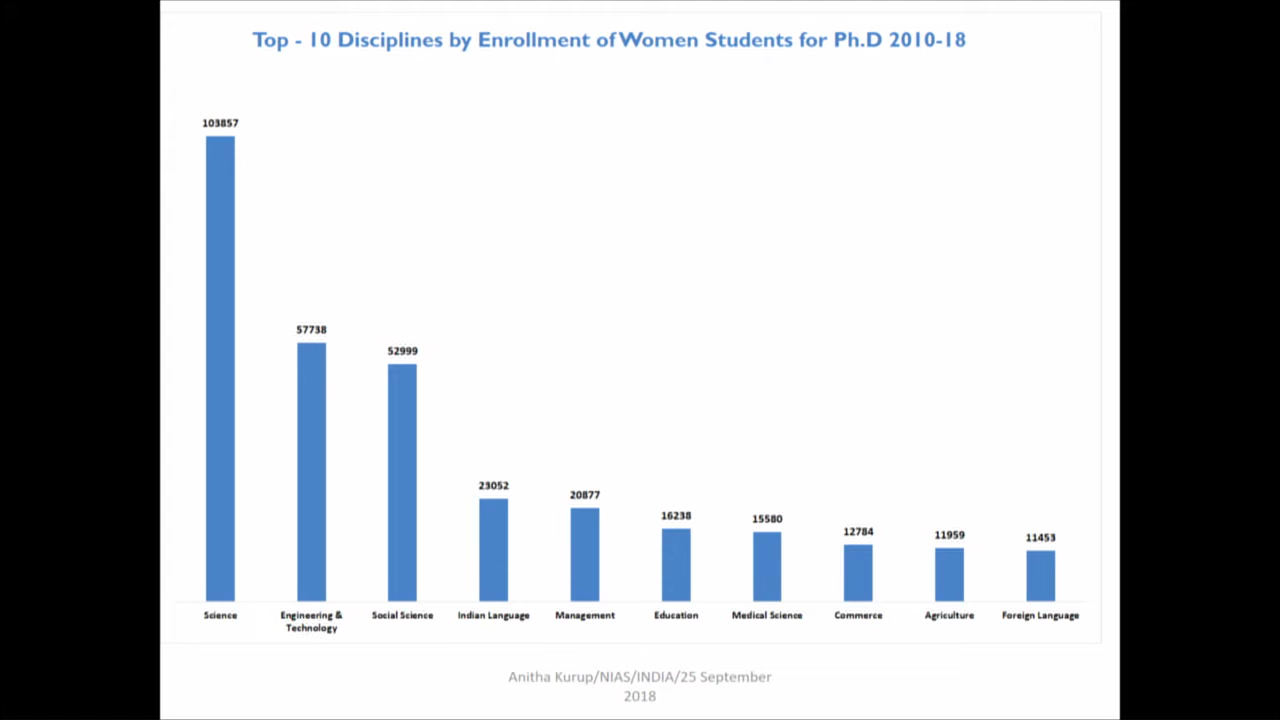 Top - 10 Disciplines by Enrollment of Women Students for Ph.D 2010-18
103857
57738
52999
23052
20877
16238
15580
12784
11959
11453
Science
Engineering &
Technology
Social Science
Indian Language
Management
Education
Medical Science
Commerce
Agriculture
Foreign Language
Anitha Kurup/NIAS/INDIA/25 September
2018